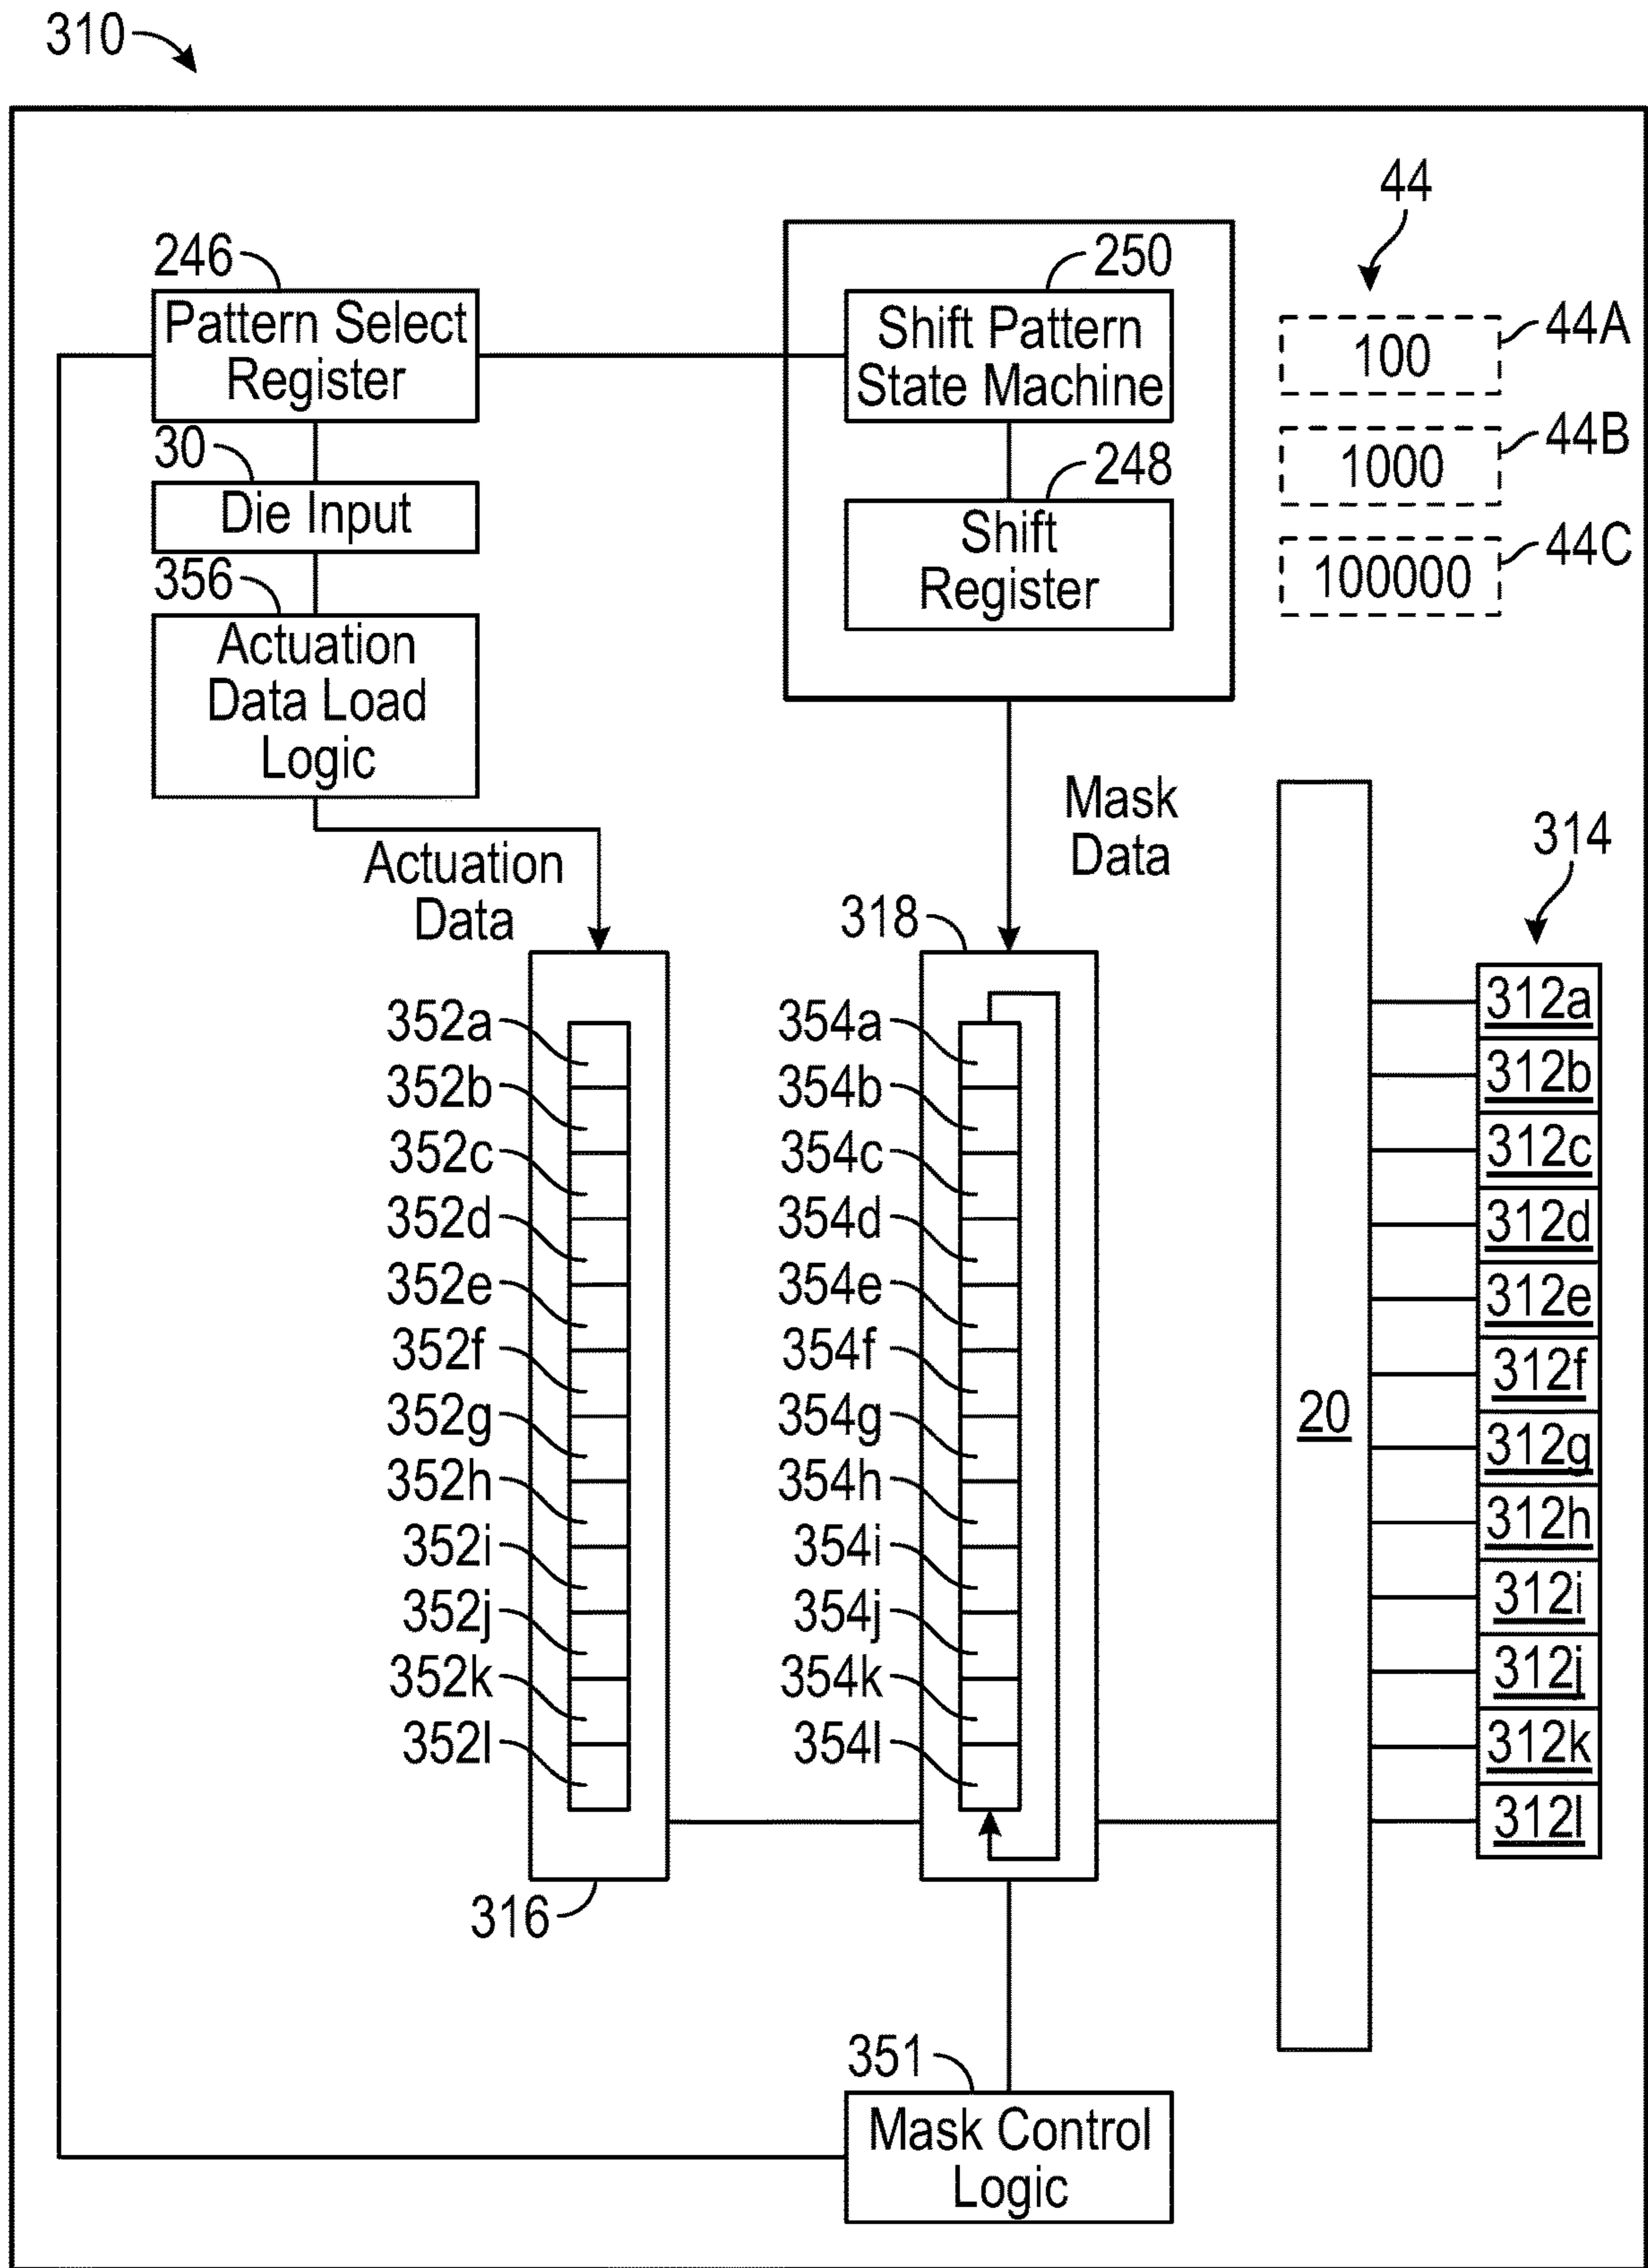 310
44
246
250
Pattern Select
Register
Shift Pattern
State Machine
100
44A
30
248
1000
44B
Die Input
Shift
Register
100000
44C
356
Actuation
Data Load
Logic
Mask
Data
314
Actuation
Data
318
312a
352a
354a
312b
352b
354b
312c
352c
354c
312d
352d
354d
312e
352e
354e
312f
352f
354f
20
312g
352g
354g
312h
352h
354h
312i
352i
354i
312j
352j
354j
312k
352k
354k
312l
352l
354l
316
351
Mask Control
Logic